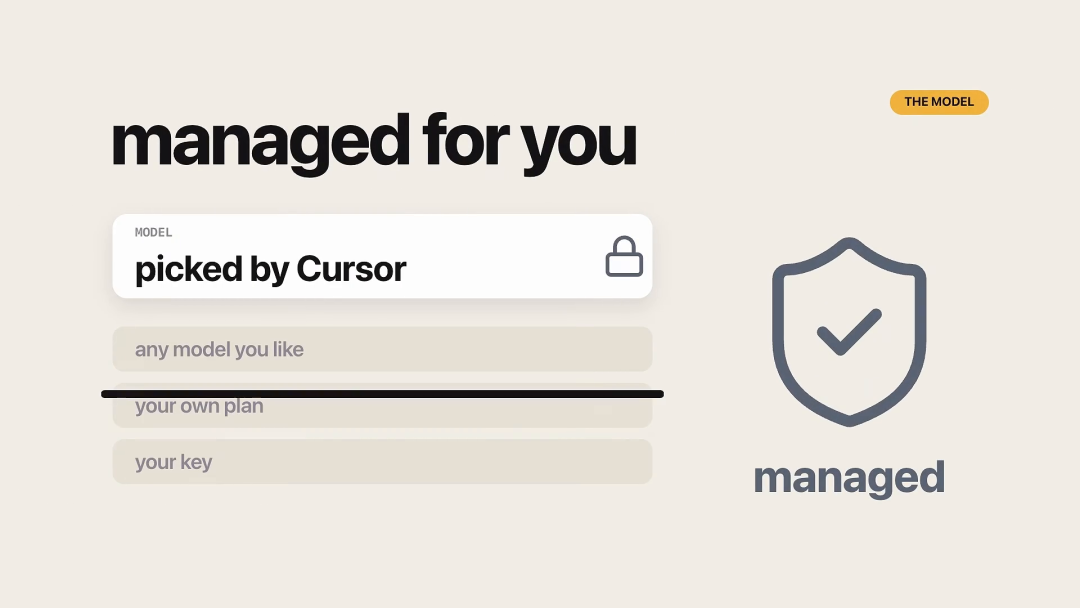 THE MODEL
managed for you
MODEL
picked by Cursor
any model you like
your own plan
your key
managed